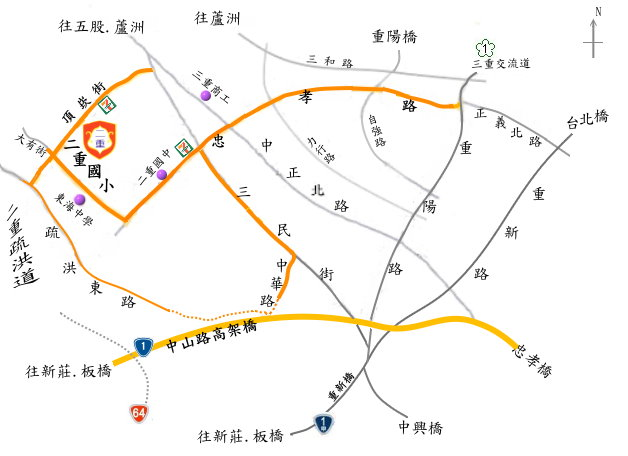 往五股.蘆洲
往蘆洲
重陽橋
N
1
三重交流道
三和路
頂崁街
三重商工
忠孝路
正義北路
台北橋
自強路
力行路
二重
大有街
二重國小
二重國中
中正北路
三民街
重陽路
重新路
東海中學
二重疏洪道
疏洪東路
中華路
中山路高架橋
1
往新莊.板橋
忠孝橋
64
重新橋
1甲
往新莊.板橋
中興橋